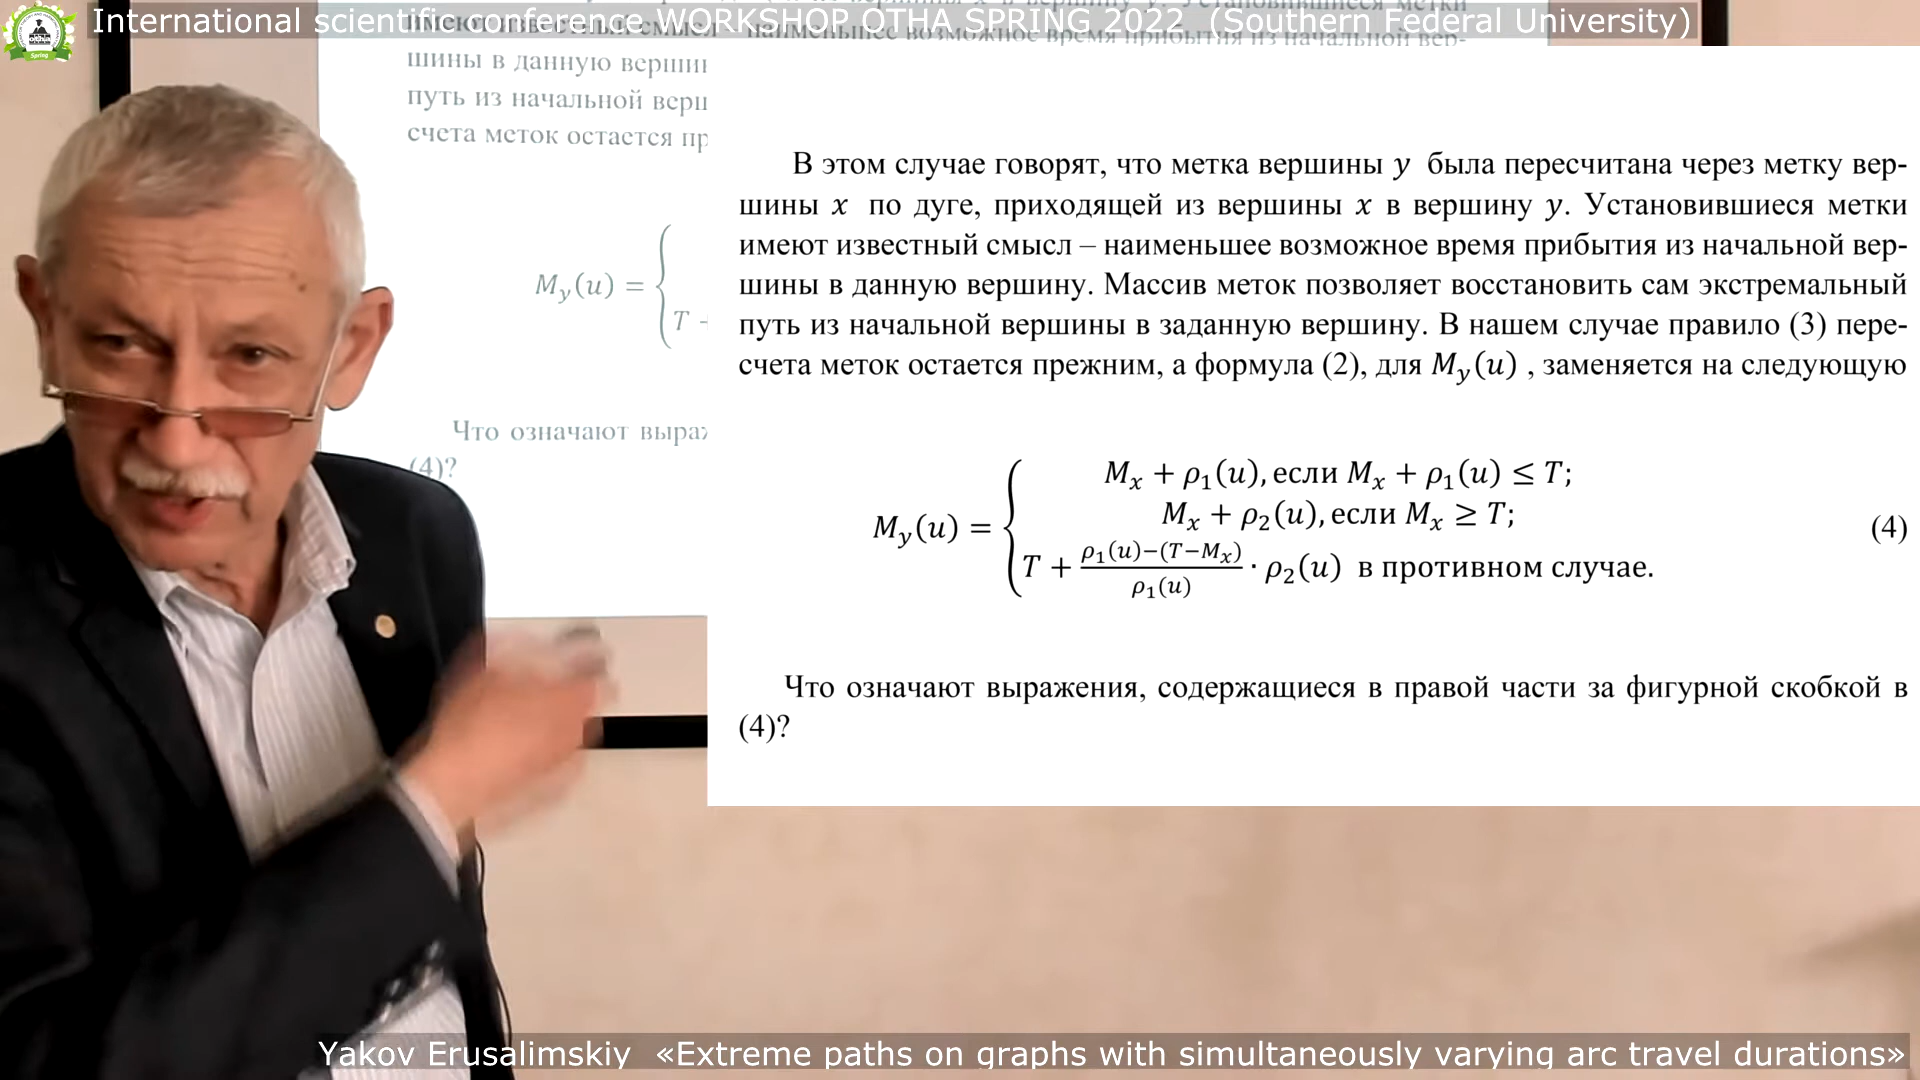 International scientific conference WORKSHOP OTHA SPRING 2022 (Southern Federal University)
шины в данную верши
путь из начальной верш
счета меток остается пр
M_y(u) =
T
Что означают выра
(4)?
В этом случае говорят, что метка вершины y была пересчитана через метку вер-
шины x по дуге, приходящей из вершины x в вершину y. Установившиеся метки
имеют известный смысл – наименьшее возможное время прибытия из начальной вер-
шины в данную вершину. Массив меток позволяет восстановить сам экстремальный
путь из начальной вершины в заданную вершину. В нашем случае правило (3) пере-
счета меток остается прежним, а формула (2), для M_y(u) , заменяется на следующую
M_x + ρ_1(u), если M_x + ρ_1(u) ≤ T;
M_y(u) = { M_x + ρ_2(u), если M_x ≥ T; (4)
T + (ρ_1(u)−(T−M_x))/ρ_1(u) · ρ_2(u) в противном случае.
Что означают выражения, содержащиеся в правой части за фигурной скобкой в
(4)?
Yakov Erusalimskiy «Extreme paths on graphs with simultaneously varying arc travel durations»